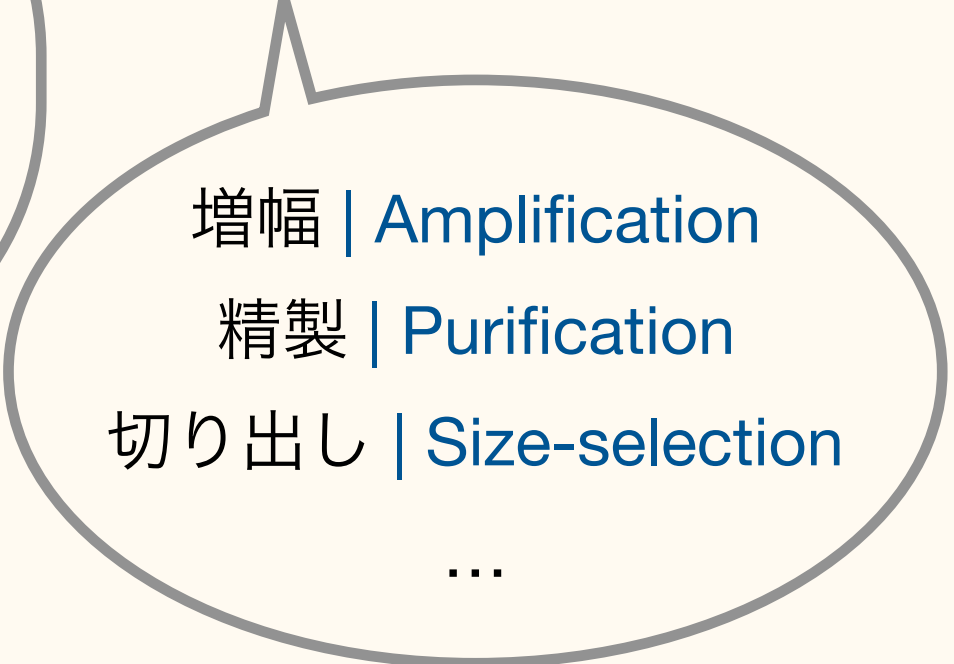 増幅 | Amplification
精製 | Purification
切り出し | Size-selection
…